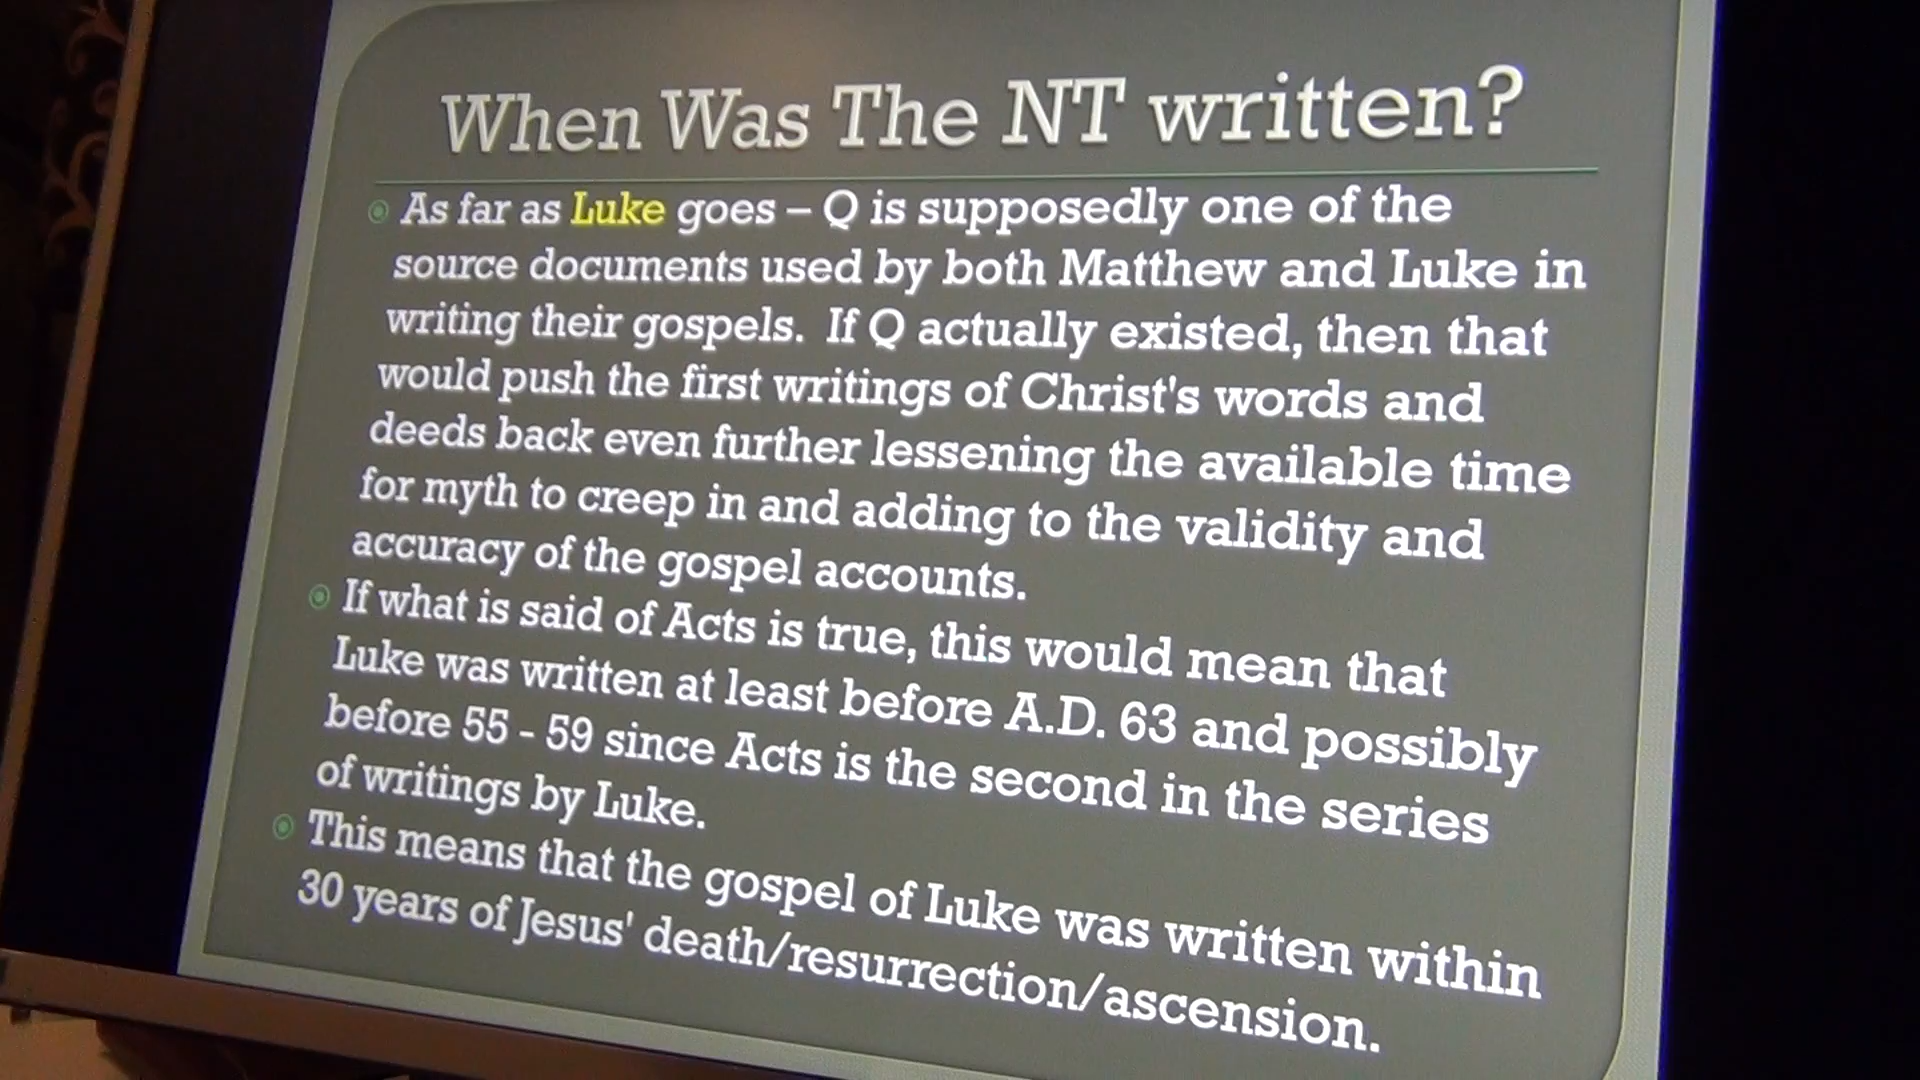 When Was The NT written?
As far as Luke goes – Q is supposedly one of the
source documents used by both Matthew and Luke in
writing their gospels. If Q actually existed, then that
would push the first writings of Christ's words and
deeds back even further lessening the available time
for myth to creep in and adding to the validity and
accuracy of the gospel accounts.
If what is said of Acts is true, this would mean that
Luke was written at least before A.D. 63 and possibly
before 55 - 59 since Acts is the second in the series
of writings by Luke.
This means that the gospel of Luke was written within
30 years of Jesus' death/resurrection/ascension.